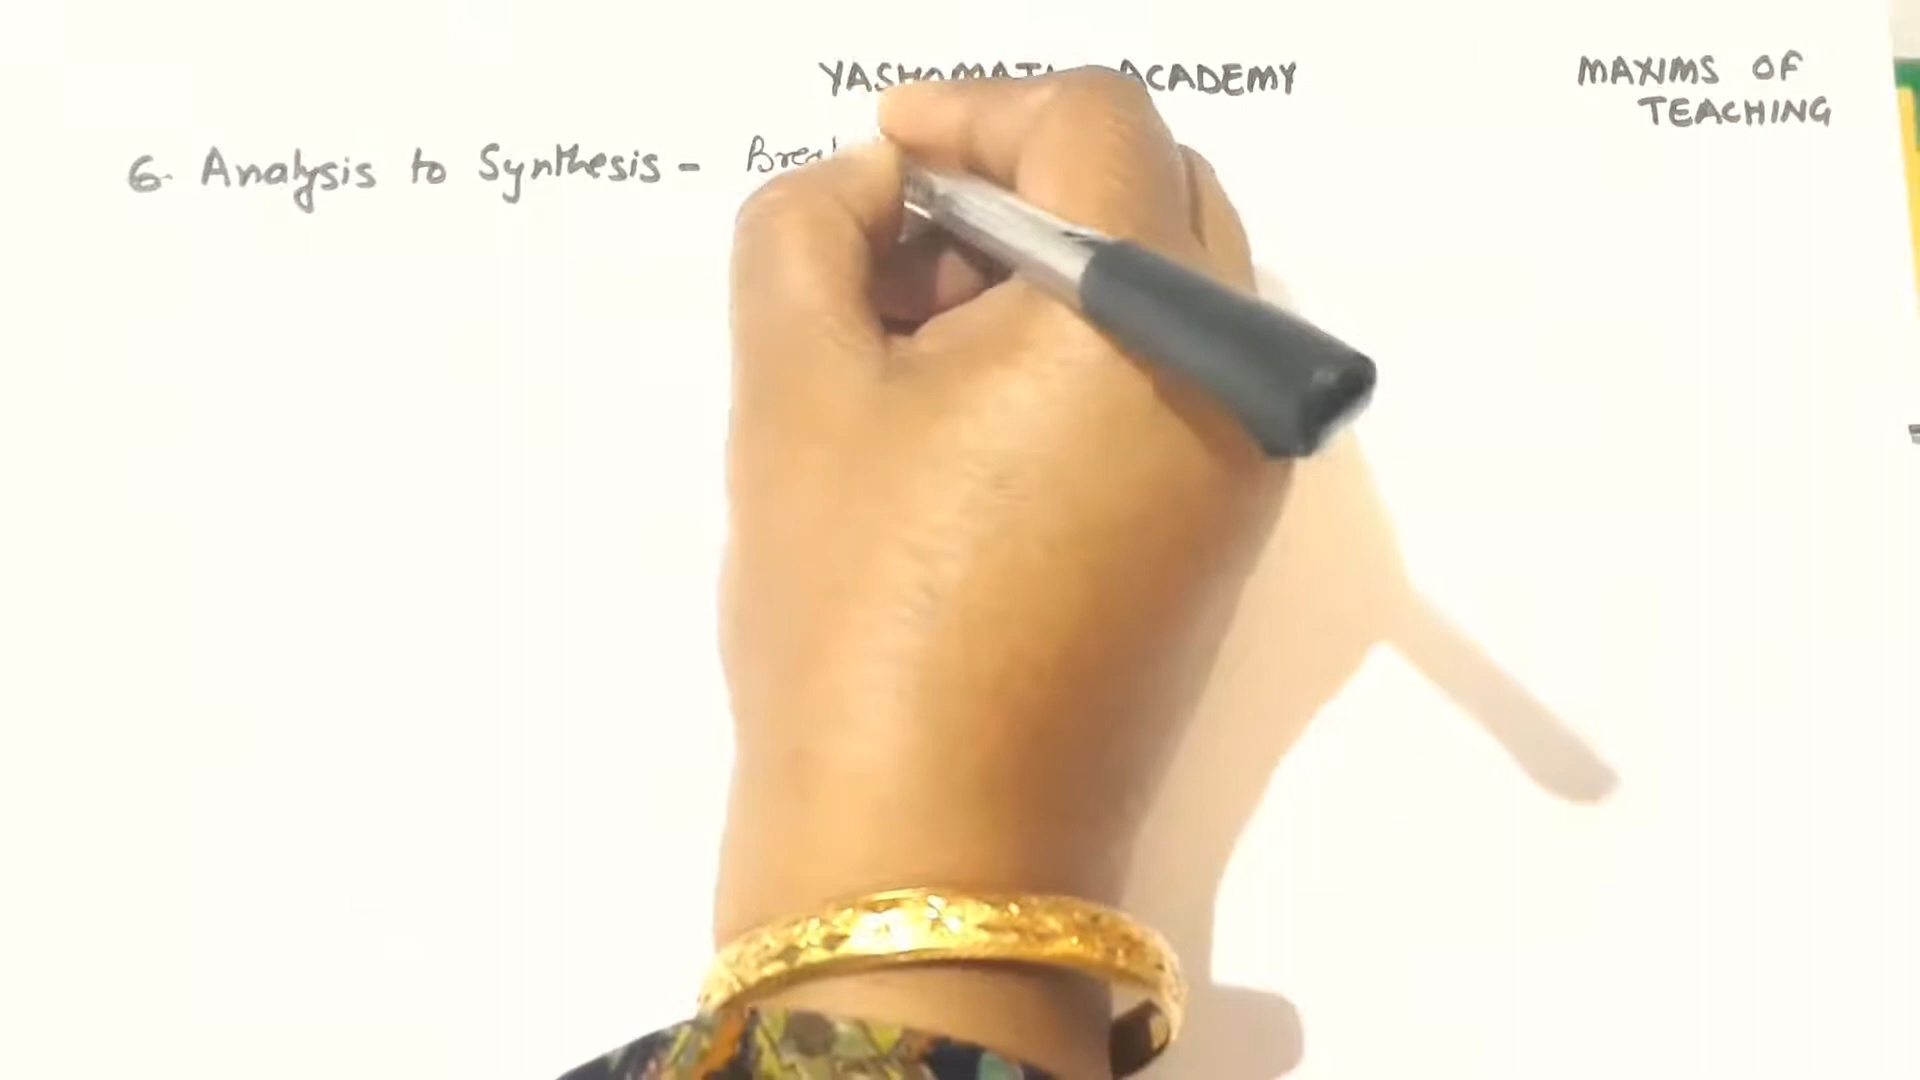 YASHOMATI ACADEMY
MAXIMS OF
TEACHING
6. Analysis to Synthesis -